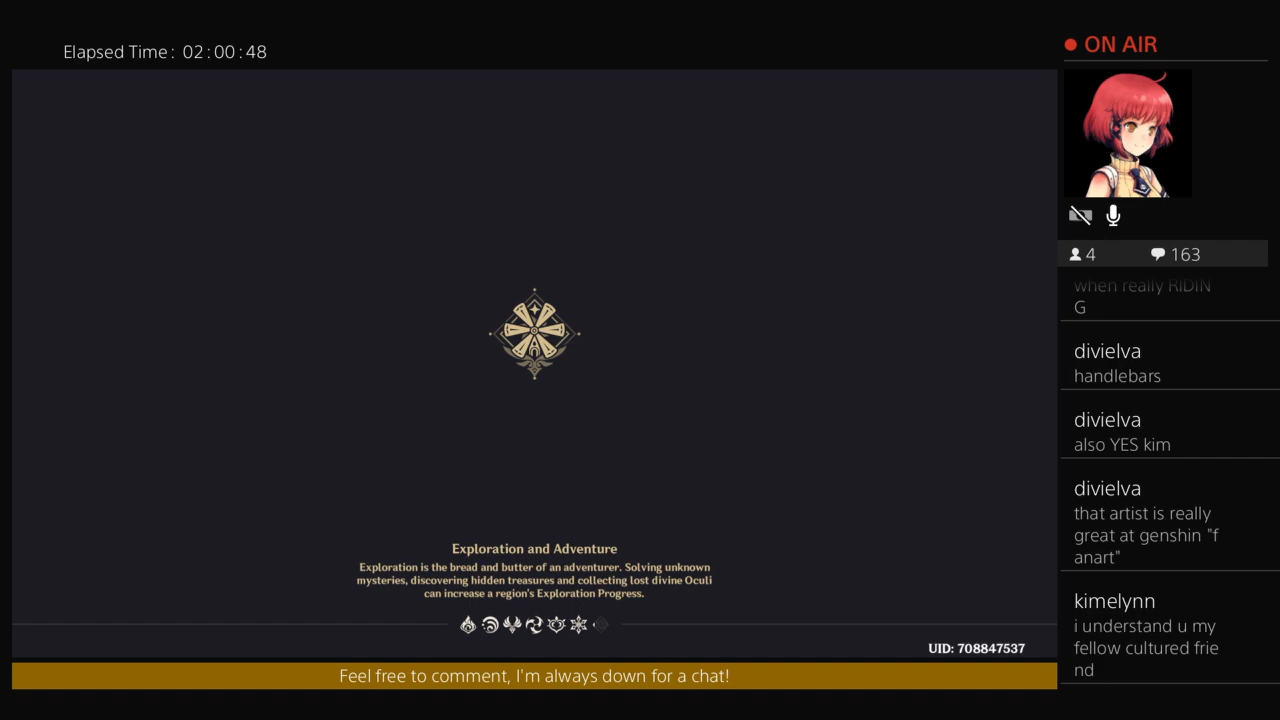 Elapsed Time: 02:00:48
ON AIR
4 163
when really RIDIN
G
divielva
handlebars
divielva
also YES kim
divielva
that artist is really
great at genshin "f
anart"
kimelynn
i understand u my
fellow cultured frie
nd
Exploration and Adventure
Exploration is the bread and butter of an adventurer. Solving unknown
mysteries, discovering hidden treasures and collecting lost divine Oculi
can increase a region's Exploration Progress.
UID: 708847537
Feel free to comment, I'm always down for a chat!